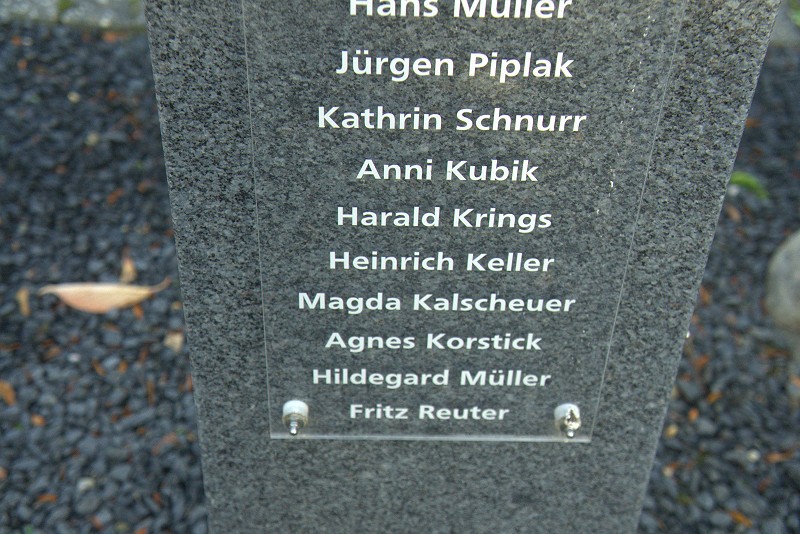 Hans Müller
Jürgen Piplak
Kathrin Schnurr
Anni Kubik
Harald Krings
Heinrich Keller
Magda Kalscheuer
Agnes Korstick
Hildegard Müller
Fritz Reuter